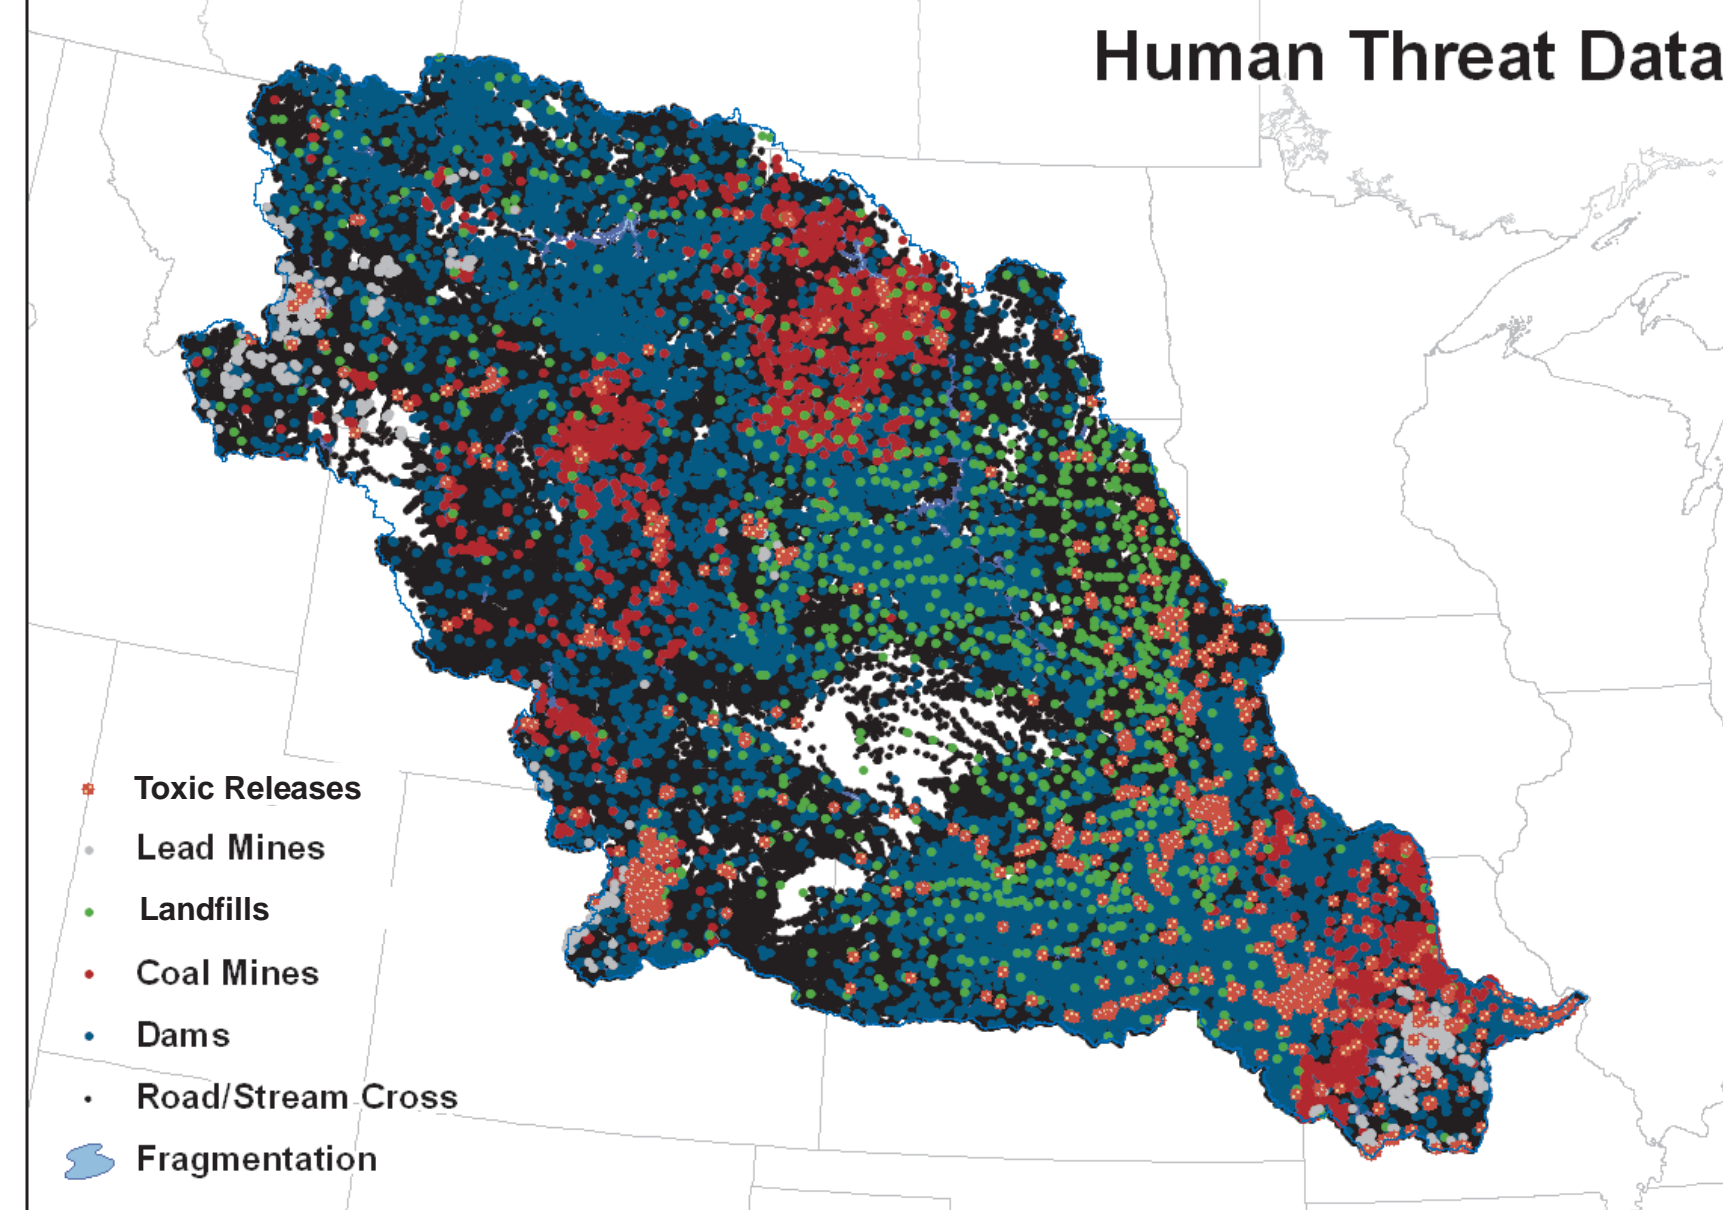 Human Threat Data
Toxic Releases
Lead Mines
Landfills
Coal Mines
Dams
Road/Stream Cross
Fragmentation